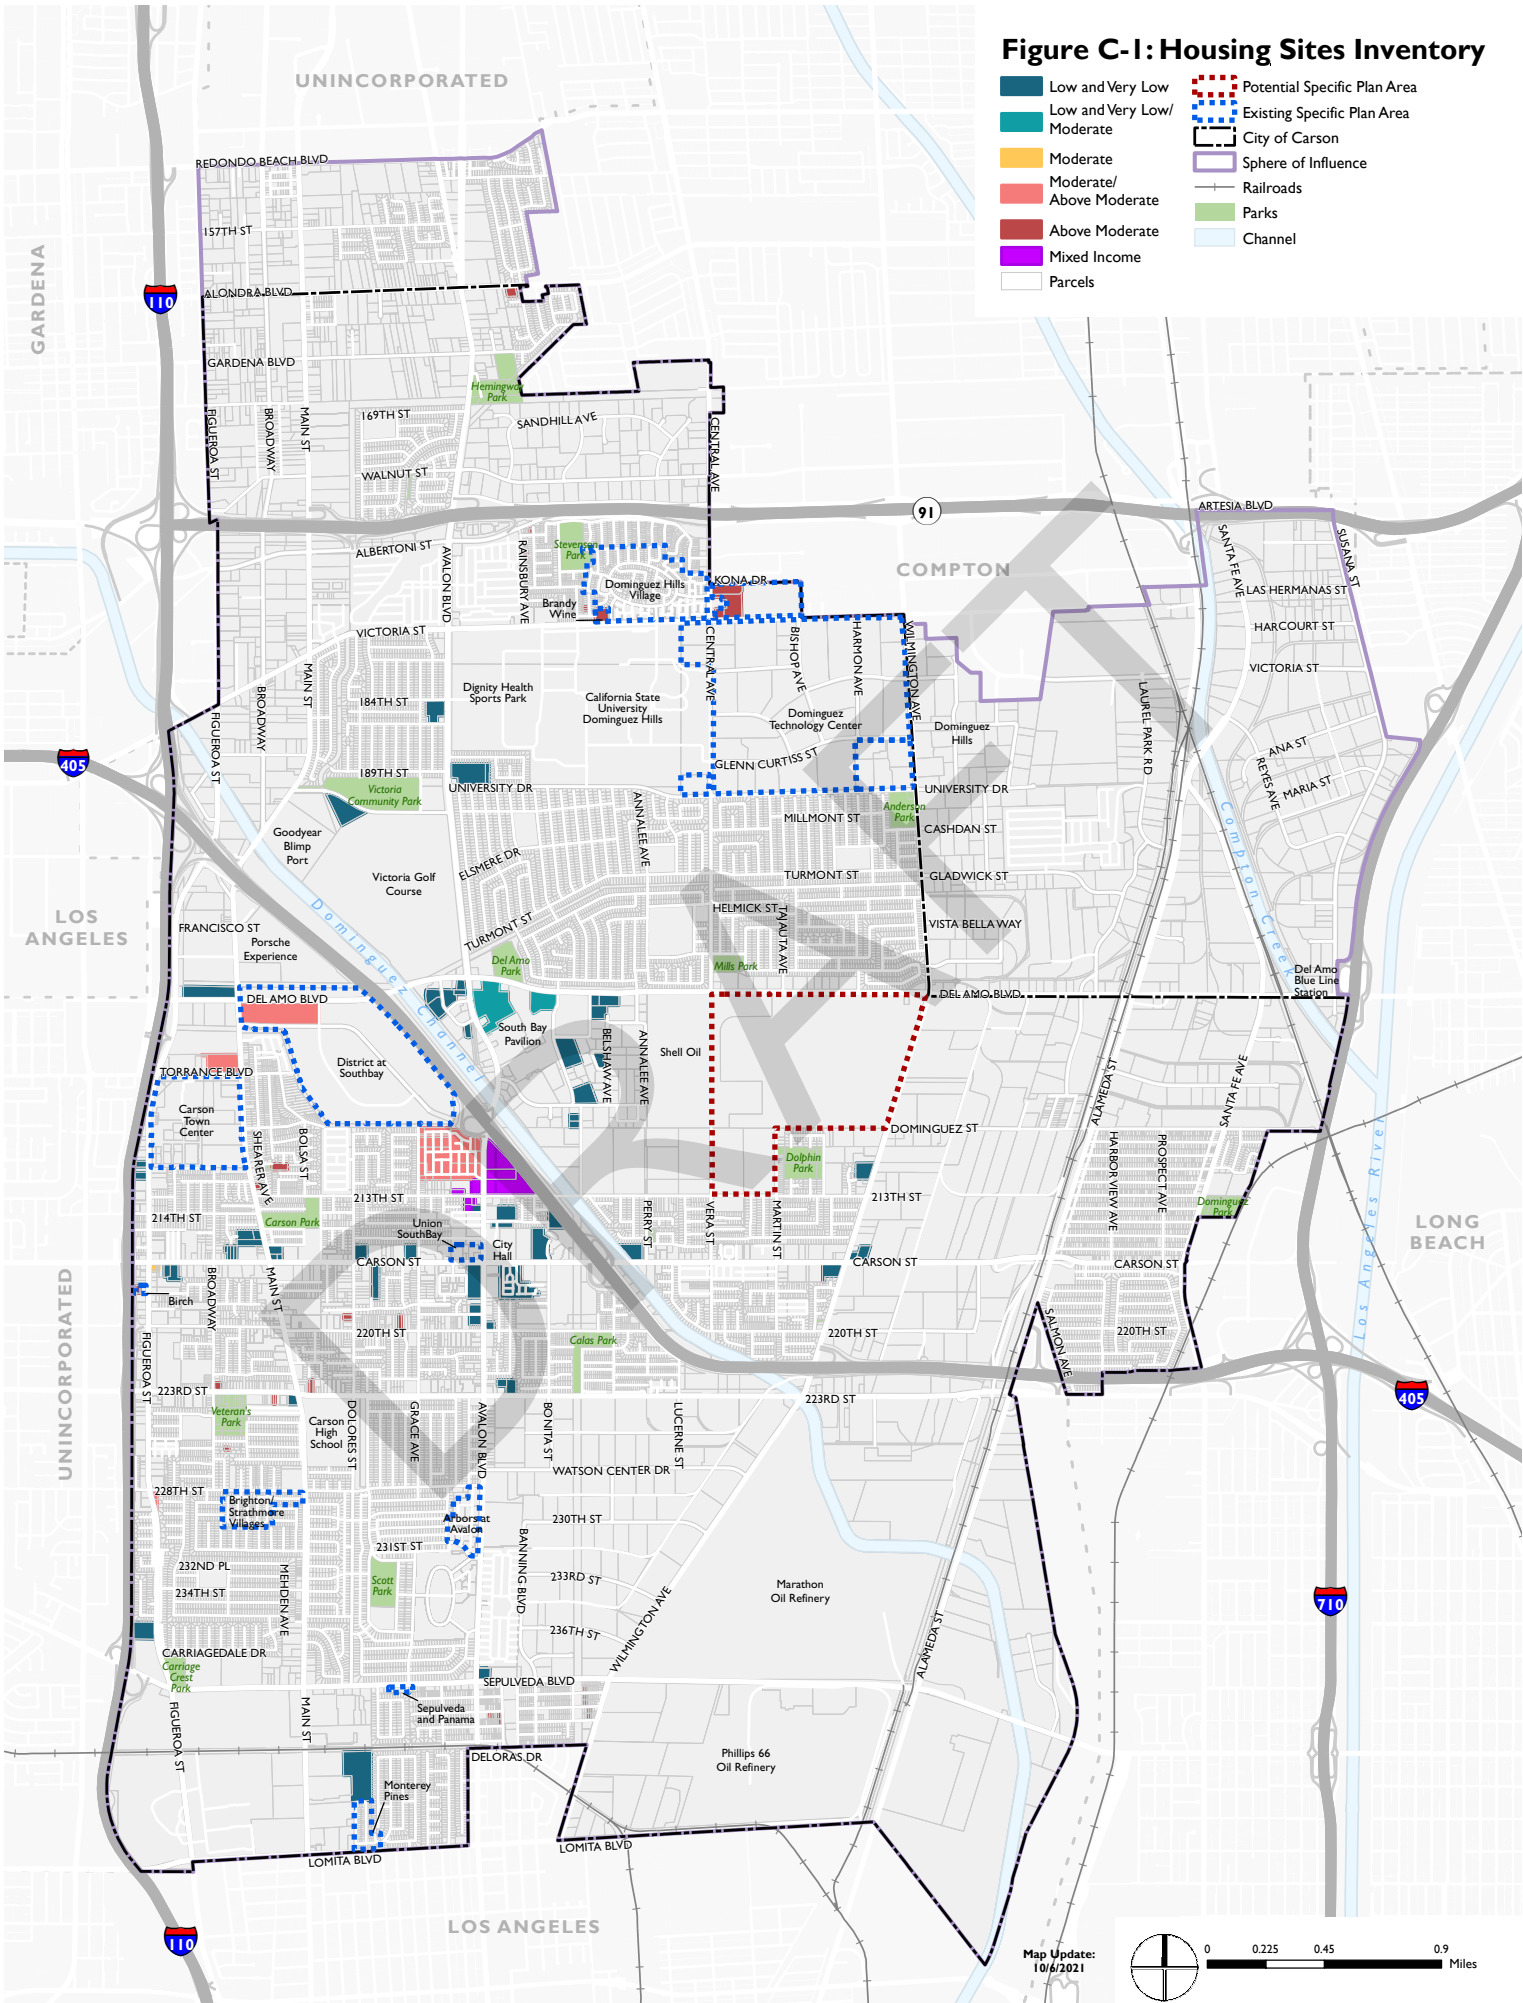 Figure C-1: Housing Sites Inventory
Low and Very Low
Low and Very Low/
Moderate
Moderate
Moderate/
Above Moderate
Above Moderate
Mixed Income
Parcels
Potential Specific Plan Area
Existing Specific Plan Area
City of Carson
Sphere of Influence
Railroads
Parks
Channel
UNINCORPORATED
REDONDO BEACH BLVD
157TH ST
GARDENA
110
ALONDRA BLVD
GARDENA BLVD
Hemingway
Park
FIGUEROA ST
BROADWAY
MAIN ST
169TH ST
SANDHILL AVE
CENTRAL AVE
WALNUT ST
91
ARTESIA BLVD
SANTA FE AVE
SUSANA ST
ALBERTONI ST
AVALON BLVD
RAINSBURY AVE
Stevenson
Park
Dominguez Hills
Village
KONA DR
COMPTON
LAS HERMANAS ST
Brandy
Wine
VICTORIA ST
HARCOURT ST
VICTORIA ST
CENTRAL AVE
BISHOP AVE
HARMON AVE
WILMINGTON AVE
MAIN ST
BROADWAY
FIGUEROA ST
184TH ST
Dignity Health
Sports Park
California State
University
Dominguez Hills
Dominguez
Technology Center
Dominguez
Hills
LAUREL PARK RD
ANA ST
REYES AVE
MARIA ST
GLENN CURTISS ST
405
189TH ST
Victoria
Community Park
UNIVERSITY DR
UNIVERSITY DR
ANNALEE AVE
MILLMONT ST
Anderson
Park
CASHDAN ST
Compton Creek
Goodyear
Blimp
Port
Victoria Golf
Course
ELSMERE DR
TURMONT ST
GLADWICK ST
LOS
ANGELES
FRANCISCO ST
Porsche
Experience
Dominguez Channel
TURMONT ST
HELMICK ST
TAJAUTA AVE
VISTA BELLA WAY
Del Amo
Park
Mills Park
Del Amo
Blue Line
Station
DEL AMO BLVD
DEL AMO BLVD
South Bay
Pavilion
BELSHAW AVE
ANNALEE AVE
Shell Oil
District at
Southbay
TORRANCE BLVD
Carson
Town
Center
SHEARER AVE
BOLSA ST
ALAMEDA ST
SANTA FE AVE
DOMINGUEZ ST
Dolphin
Park
HARBOR VIEW AVE
PROSPECT AVE
Los Angeles River
213TH ST
213TH ST
214TH ST
Carson Park
Union
SouthBay
City
Hall
PERRY ST
VERA ST
MARTIN ST
Dominguez
Park
LONG
BEACH
CARSON ST
CARSON ST
CARSON ST
Birch
BROADWAY
MAIN ST
UNINCORPORATED
FIGUEROA ST
220TH ST
Calas Park
220TH ST
SALMON AVE
220TH ST
223RD ST
223RD ST
405
Veteran's
Park
Carson
High
School
DOLORES ST
GRACE AVE
AVALON BLVD
BONITA ST
LUCERNE ST
WATSON CENTER DR
228TH ST
Brighton/
Strathmore
Villages
Arbors at
Avalon
230TH ST
231ST ST
BANNING BLVD
232ND PL
234TH ST
MEHDEN AVE
Scott
Park
233RD ST
Marathon
Oil Refinery
710
236TH ST
WILMINGTON AVE
ALAMEDA ST
CARRIAGEDALE DR
Carriage
Crest
Park
SEPULVEDA BLVD
FIGUEROA ST
MAIN ST
Sepulveda
and Panama
DELORAS DR
Phillips 66
Oil Refinery
Monterey
Pines
LOMITA BLVD
LOMITA BLVD
LOS ANGELES
110
Map Update:
10/6/2021
0 0.225 0.45 0.9
Miles
DRAFT